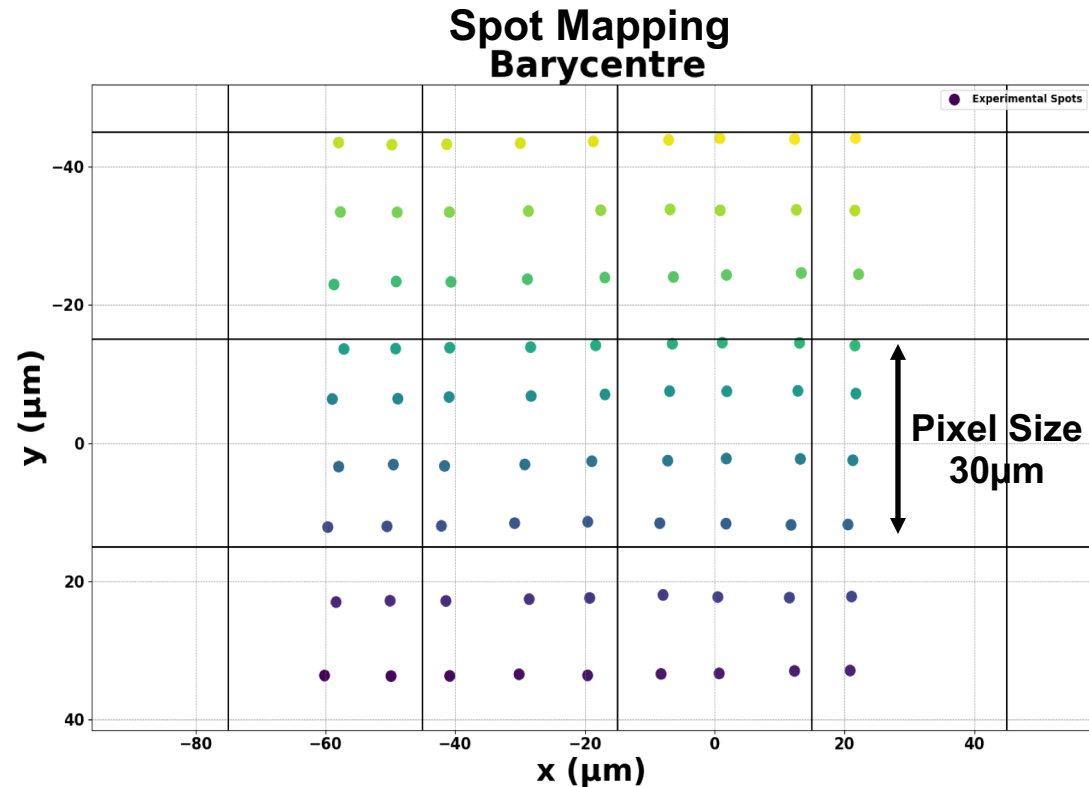 Spot Mapping
Barycentre
Experimental Spots
−40
−20
0
20
40
y (μm)
Pixel Size
30μm
−80
−60
−40
−20
0
20
40
x (μm)